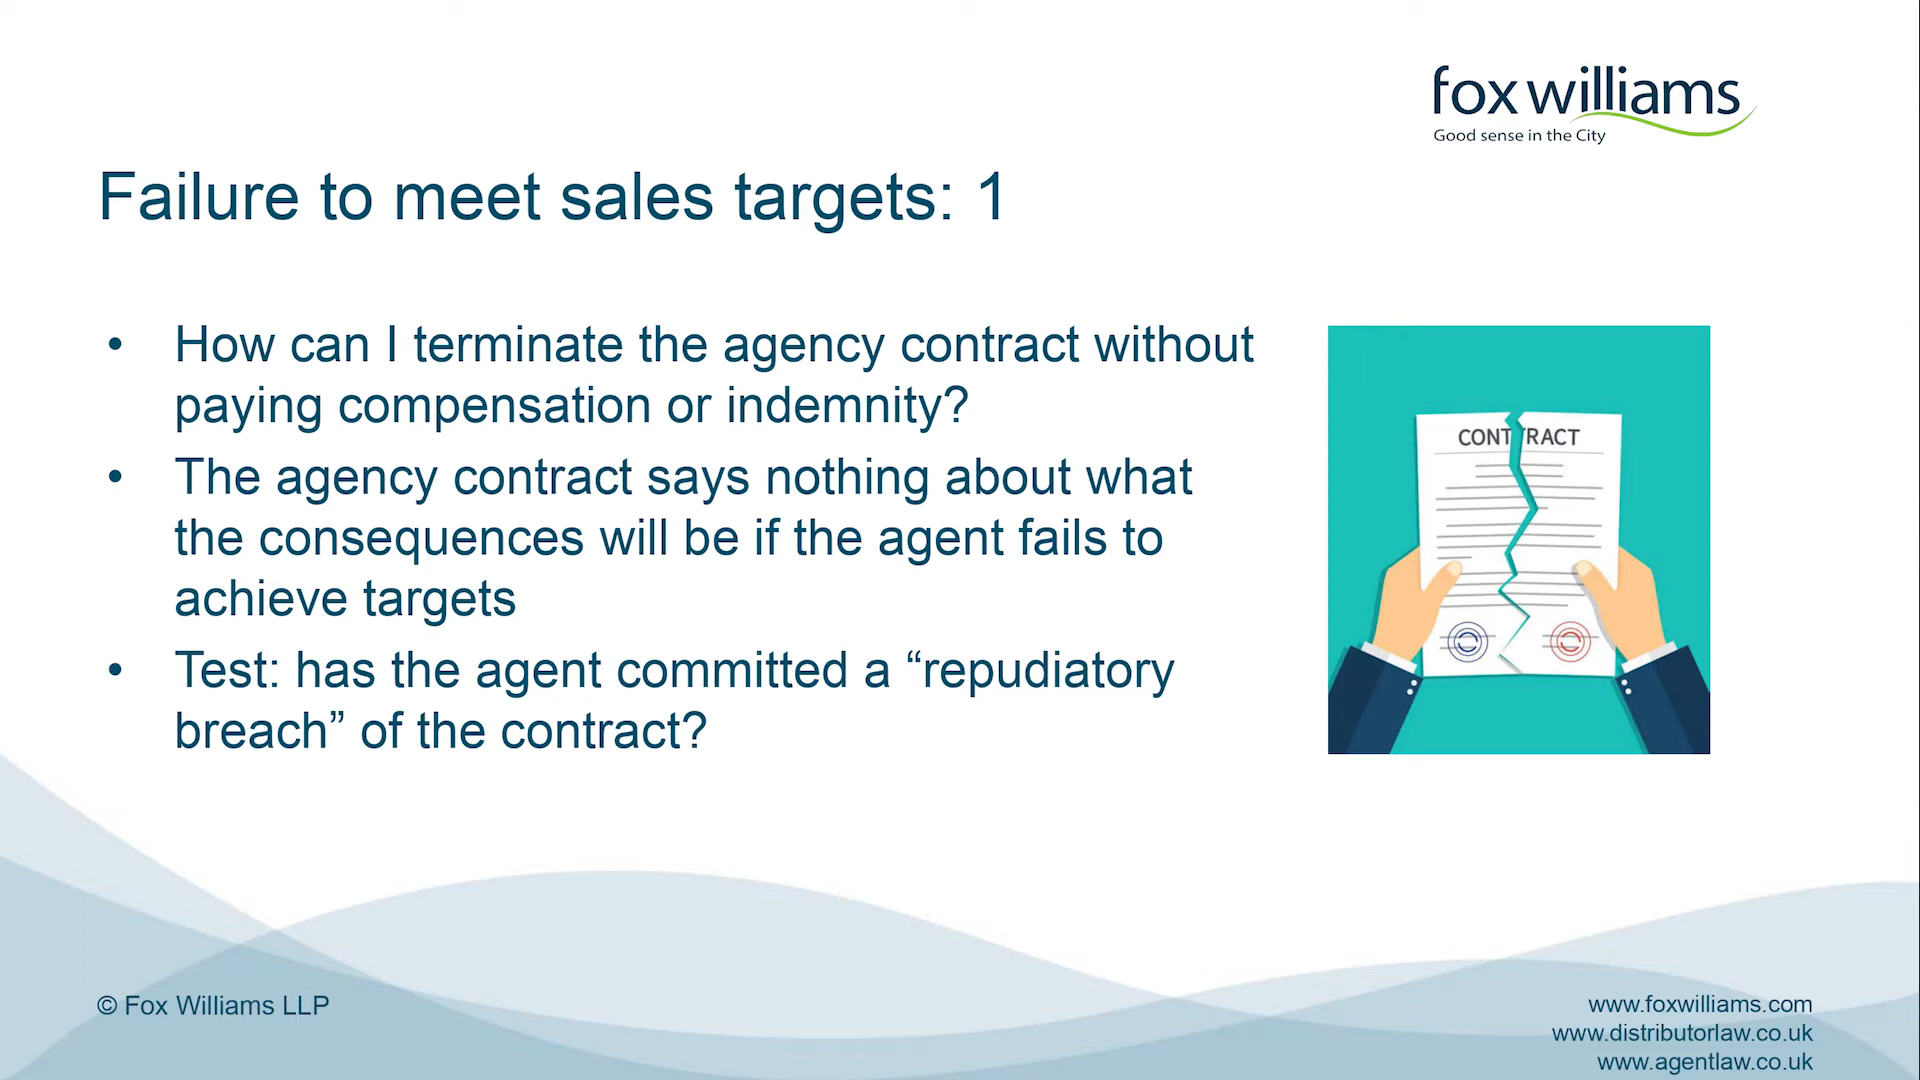 fox williams
Good sense in the City
Failure to meet sales targets: 1
• How can I terminate the agency contract without
paying compensation or indemnity?
• The agency contract says nothing about what
the consequences will be if the agent fails to
achieve targets
• Test: has the agent committed a “repudiatory
breach” of the contract?
CONTRACT
© Fox Williams LLP
www.foxwilliams.com
www.distributorlaw.co.uk
www.agentlaw.co.uk